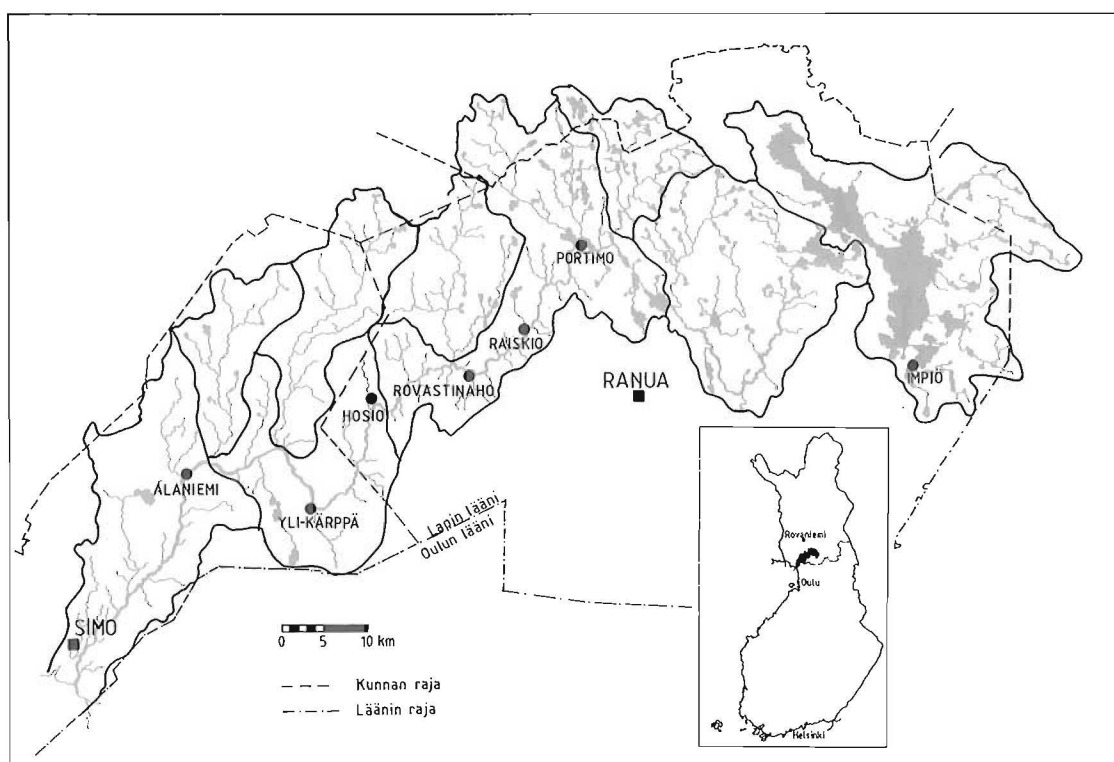 PORTIMO
RAISKIO
ROVASTINAHO
RANUA
IMPIÖ
HOSIO
ALANIEMI
YLI-KÄRPPÄ
Lapin lääni
Oulun lääni
SIMO
0 5 10 km
Kunnan raja
Läänin raja
Rovaniemi
Oulu
Helsinki